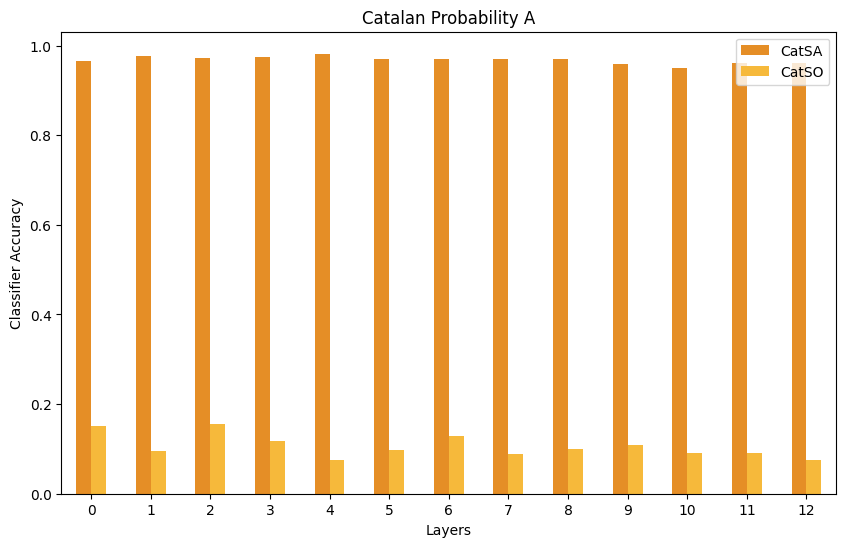 Catalan Probability A
CatSA
CatSO
Classifier Accuracy
1.0
0.8
0.6
0.4
0.2
0.0
0 1 2 3 4 5 6 7 8 9 10 11 12
Layers